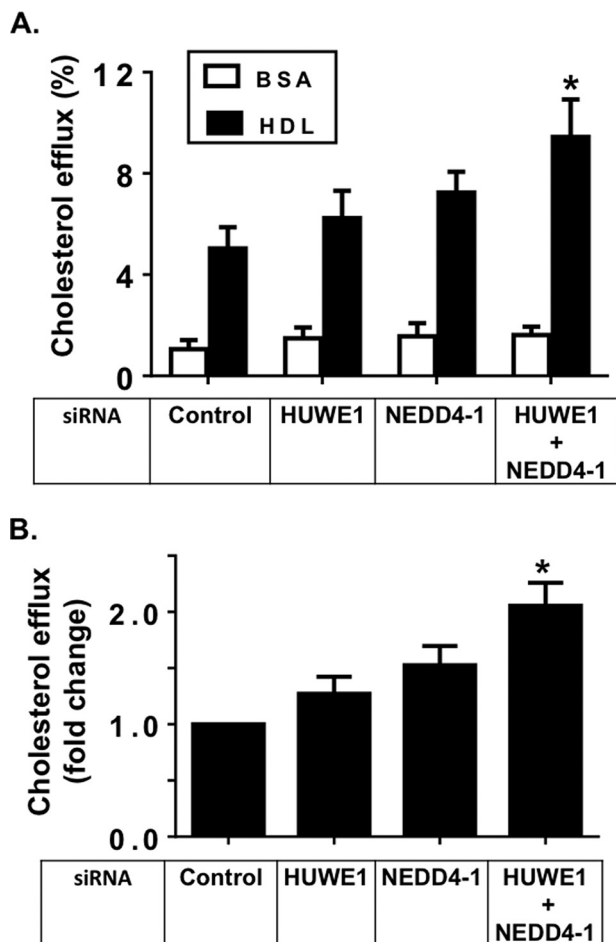 A.
Cholesterol efflux (%)
12
8
4
0
BSA
HDL
*
siRNA Control HUWE1 NEDD4-1 HUWE1
+
NEDD4-1
B.
Cholesterol efflux
(fold change)
2.0
1.0
0.0
*
siRNA Control HUWE1 NEDD4-1 HUWE1
+
NEDD4-1